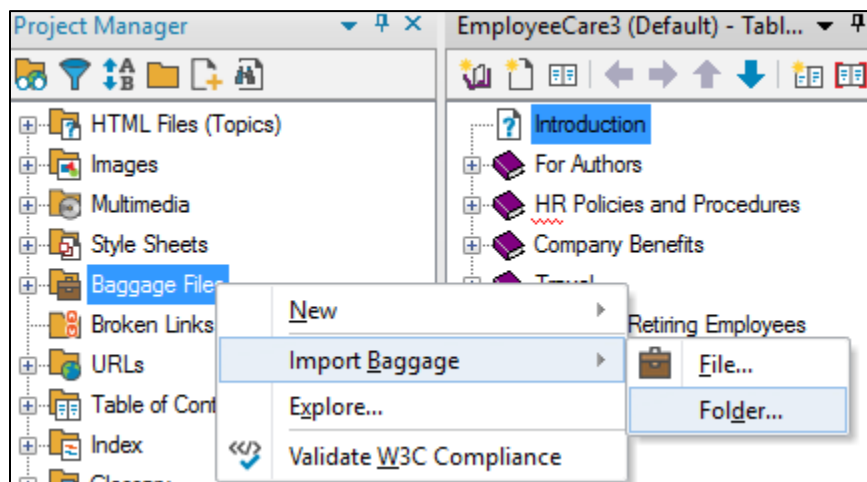 Project Manager
EmployeeCare3 (Default) - Tabl...
HTML Files (Topics)
Images
Multimedia
Style Sheets
Baggage Files
Broken Links
URLs
Table of Cont
Index
Glossary
Introduction
For Authors
HR Policies and Procedures
Company Benefits
Travel
Retiring Employees
New
Import Baggage
Explore...
Validate W3C Compliance
File...
Folder...